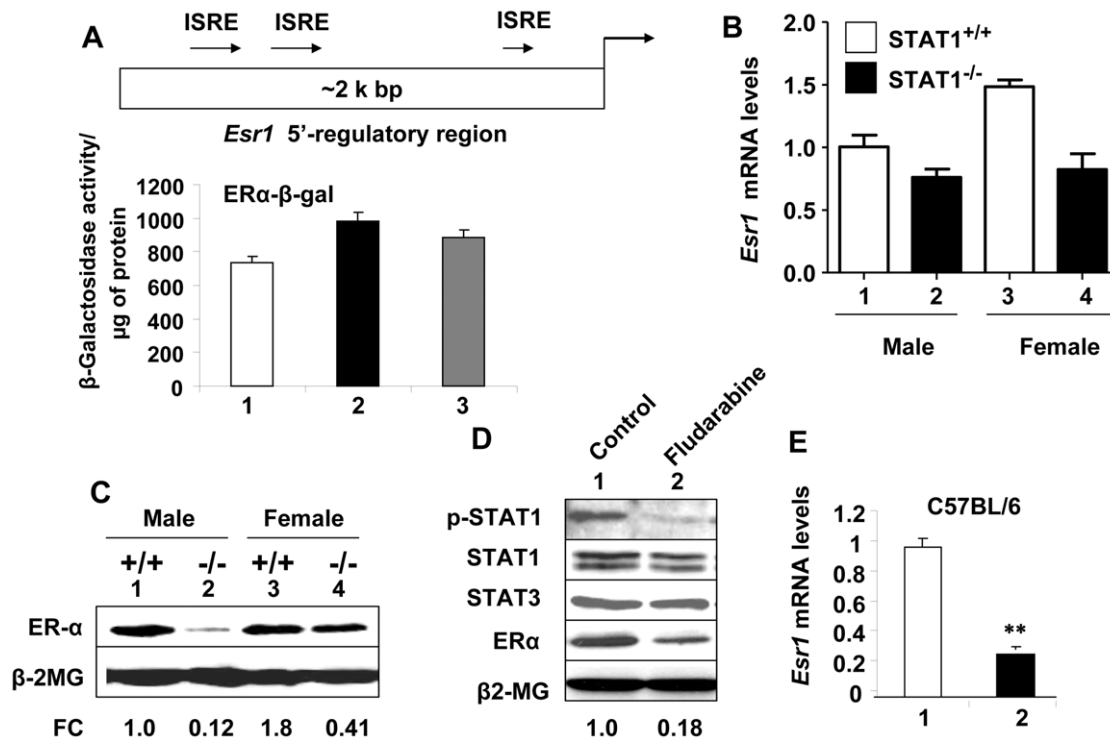 A
ISRE ISRE ISRE
~2 k bp
Esr1 5’-regulatory region
β-Galactosidase activity/
µg of protein
1200
1000
800
600
400
200
0
ERα-β-gal
1 2 3
B
Esr1 mRNA levels
2.0
1.5
1.0
0.5
0.0
STAT1+/+
STAT1-/-
1 2 3 4
Male Female
C
Male Female
+/+ -/- +/+ -/-
1 2 3 4
ER-α
β-2MG
FC 1.0 0.12 1.8 0.41
D
Control Fludarabine
1 2
p-STAT1
STAT1
STAT3
ERα
β2-MG
1.0 0.18
E
C57BL/6
Esr1 mRNA levels
1.2
1
0.8
0.6
0.4
0.2
0
**
1 2